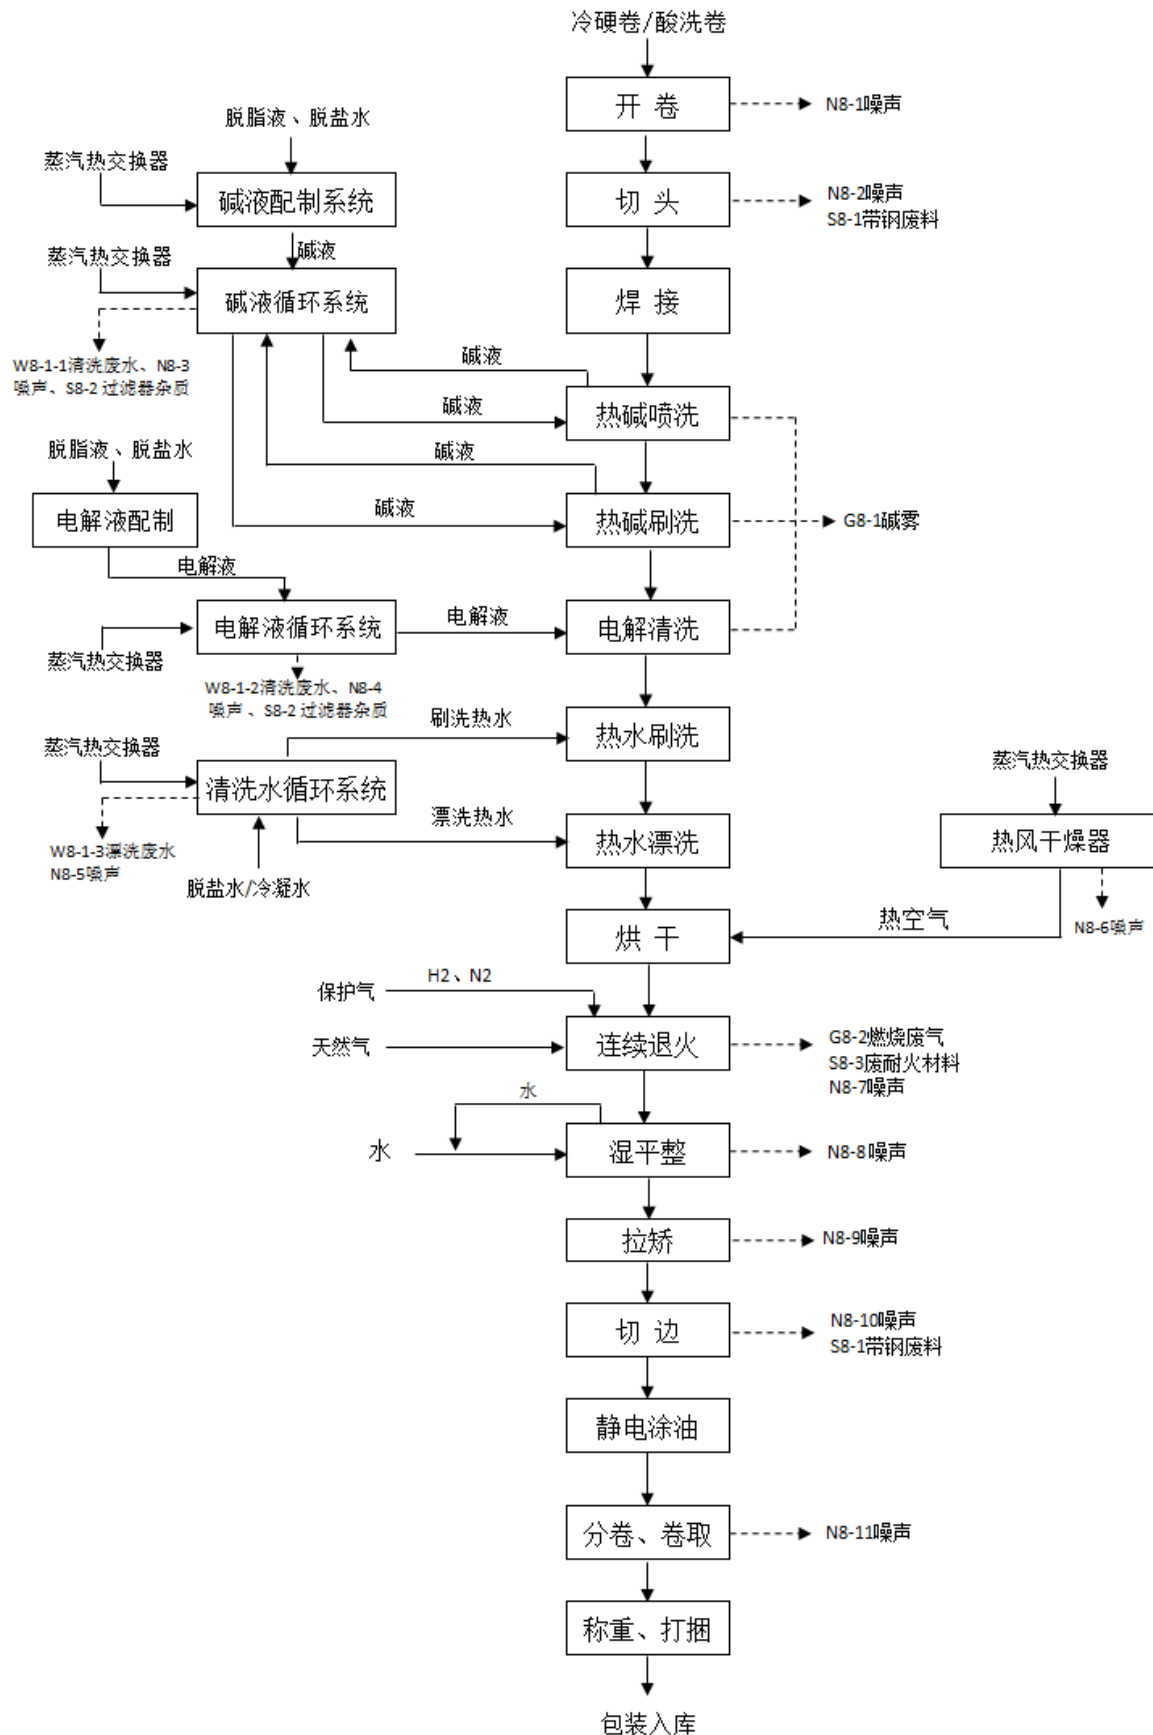 冷硬卷/酸洗卷
开 卷
N8-1噪声
脱脂液、脱盐水
蒸汽热交换器
碱液配制系统
切 头
N8-2噪声
S8-1带钢废料
碱液
蒸汽热交换器
碱液循环系统
焊 接
W8-1-1清洗废水、N8-3
噪声、S8-2 过滤器杂质
碱液
碱液
热碱喷洗
脱脂液、脱盐水
碱液
电解液配制
碱液
热碱刷洗
G8-1碱雾
电解液
电解液循环系统
电解液
电解清洗
蒸汽热交换器
W8-1-2清洗废水、N8-4
噪声 、S8-2 过滤器杂质
刷洗热水
热水刷洗
蒸汽热交换器
清洗水循环系统
蒸汽热交换器
漂洗热水
热水漂洗
热风干燥器
W8-1-3漂洗废水
N8-5噪声
脱盐水/冷凝水
烘 干
热空气
N8-6噪声
保护气
H2、N2
天然气
连续退火
G8-2燃烧废气
S8-3废耐火材料
N8-7噪声
水
水
湿平整
N8-8噪声
拉矫
N8-9噪声
切 边
N8-10噪声
S8-1带钢废料
静电涂油
分卷、卷取
N8-11噪声
称重、打捆
包装入库